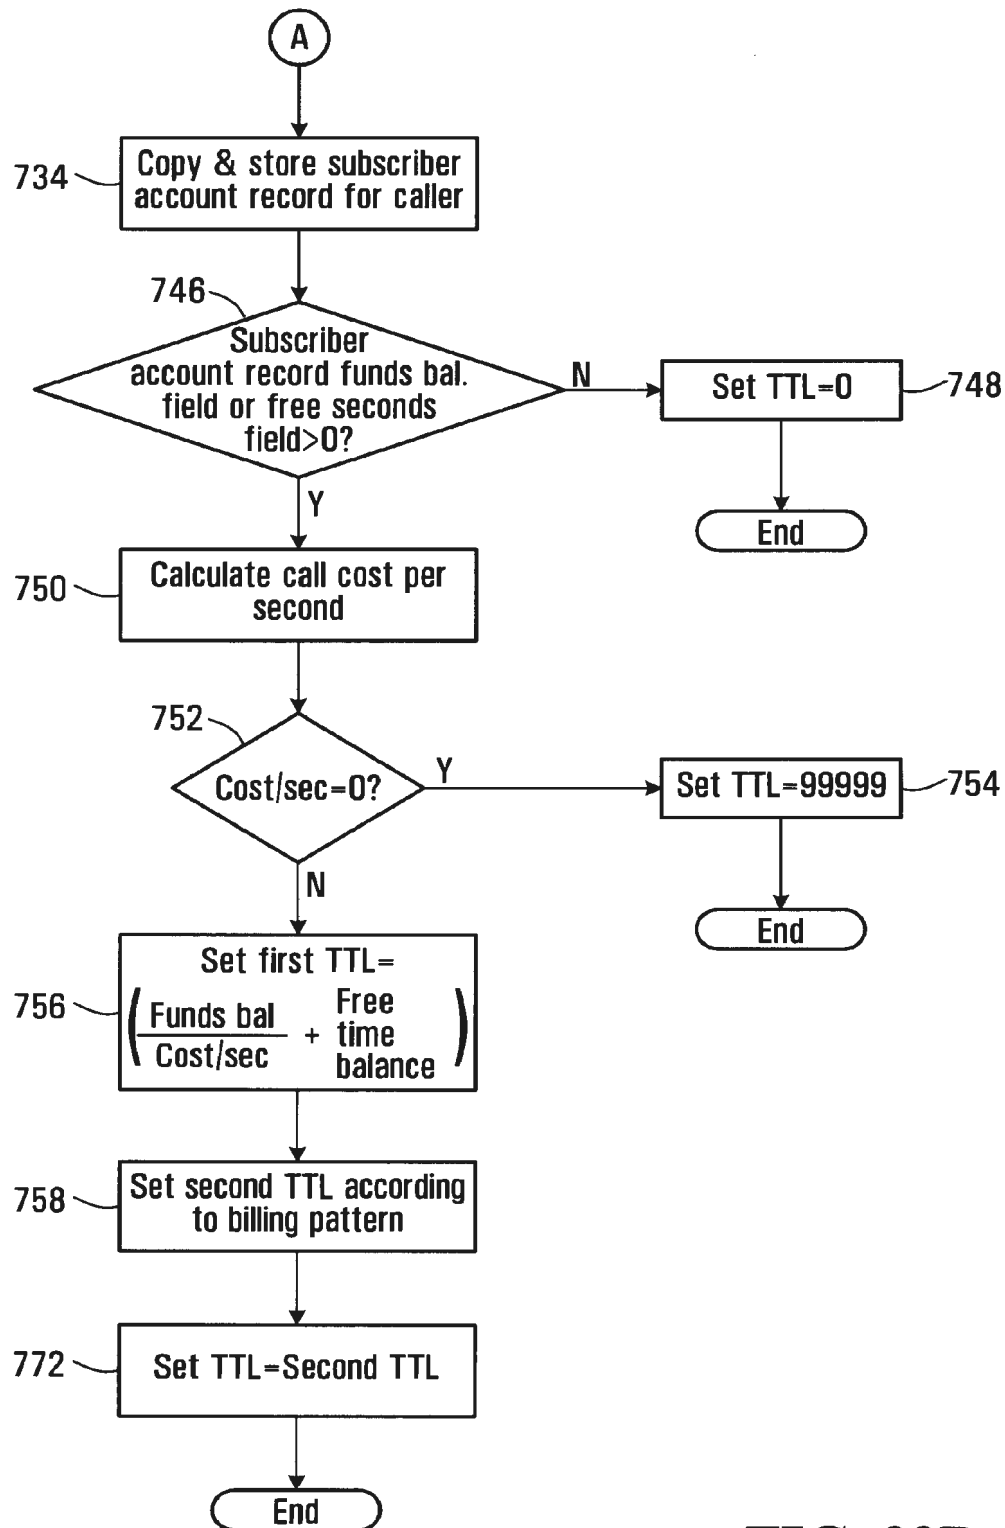 A
734
Copy & store subscriber
account record for caller
746
Subscriber
account record funds bal.
field or free seconds
field>0?
N
Set TTL=0
748
End
Y
750
Calculate call cost per
second
752
Cost/sec=0?
Y
Set TTL=99999
754
End
N
756
Set first TTL=
(Funds bal
Cost/sec
+
Free
time
balance)
758
Set second TTL according
to billing pattern
772
Set TTL=Second TTL
End